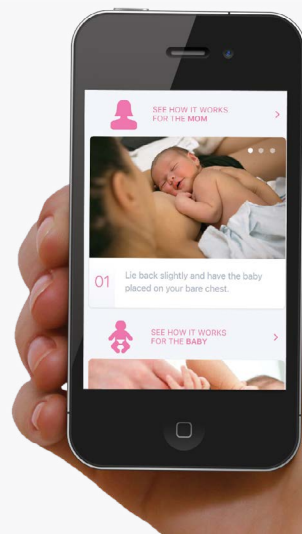 SEE HOW IT WORKS
FOR THE MOM
01
Lie back slightly and have the baby
placed on your bare chest.
SEE HOW IT WORKS
FOR THE BABY